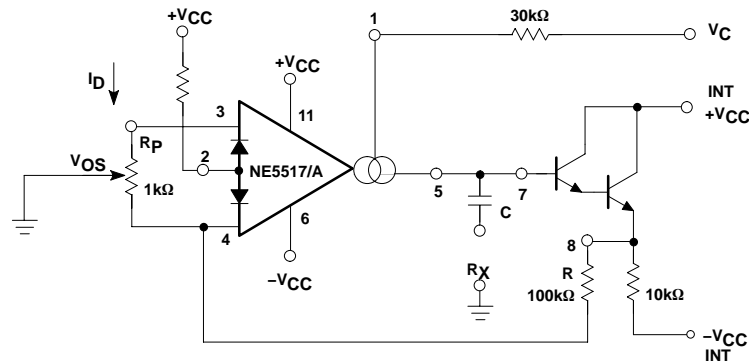 +VCC
1
30kΩ
VC
ID
+VCC
INT
+VCC
3
11
RP
VOS
2
NE5517/A
1kΩ
5
7
C
4
6
8
−VCC
RX
R
100kΩ
10kΩ
−VCC
INT